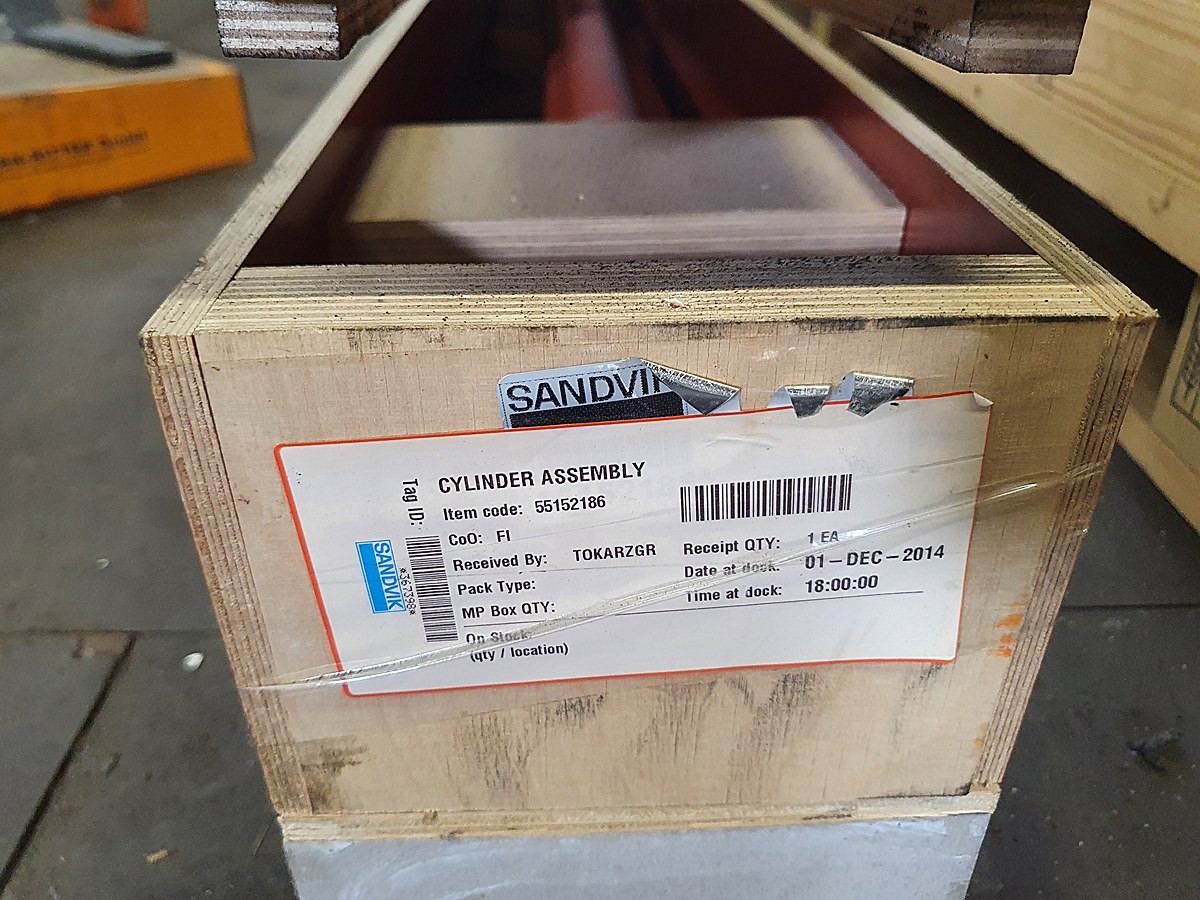 SANDVI
CYLINDER ASSEMBLY
Item code: 55152186
CoO: FI
Received By: TOKARZGR
Pack Type:
MP Box QTY:
On Stock:
(qty / location)
Receipt QTY: 1 EA
Date at dock: 01-DEC-2014
Time at dock: 18:00:00
Tag ID:
*367398*
SANDVIK